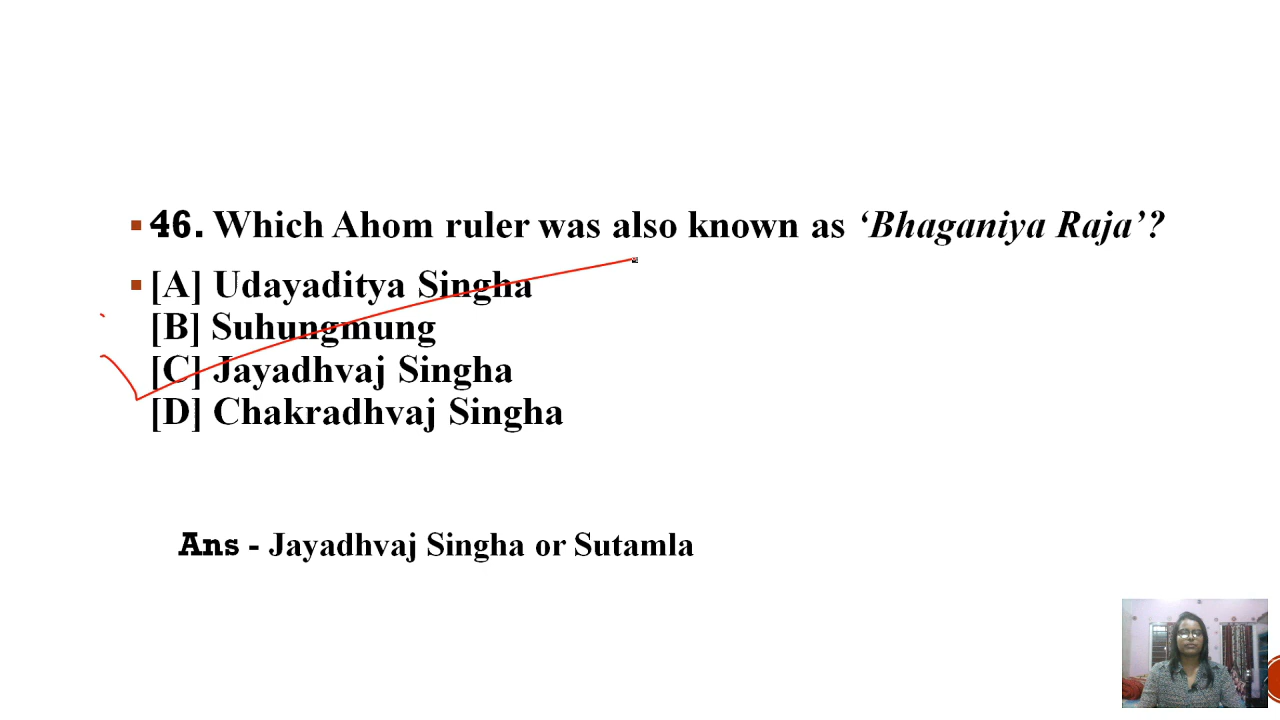 46. Which Ahom ruler was also known as ‘Bhaganiya Raja’?
[A] Udayaditya Singha
[B] Suhungmung
[C] Jayadhvaj Singha
[D] Chakradhvaj Singha
Ans - Jayadhvaj Singha or Sutamla